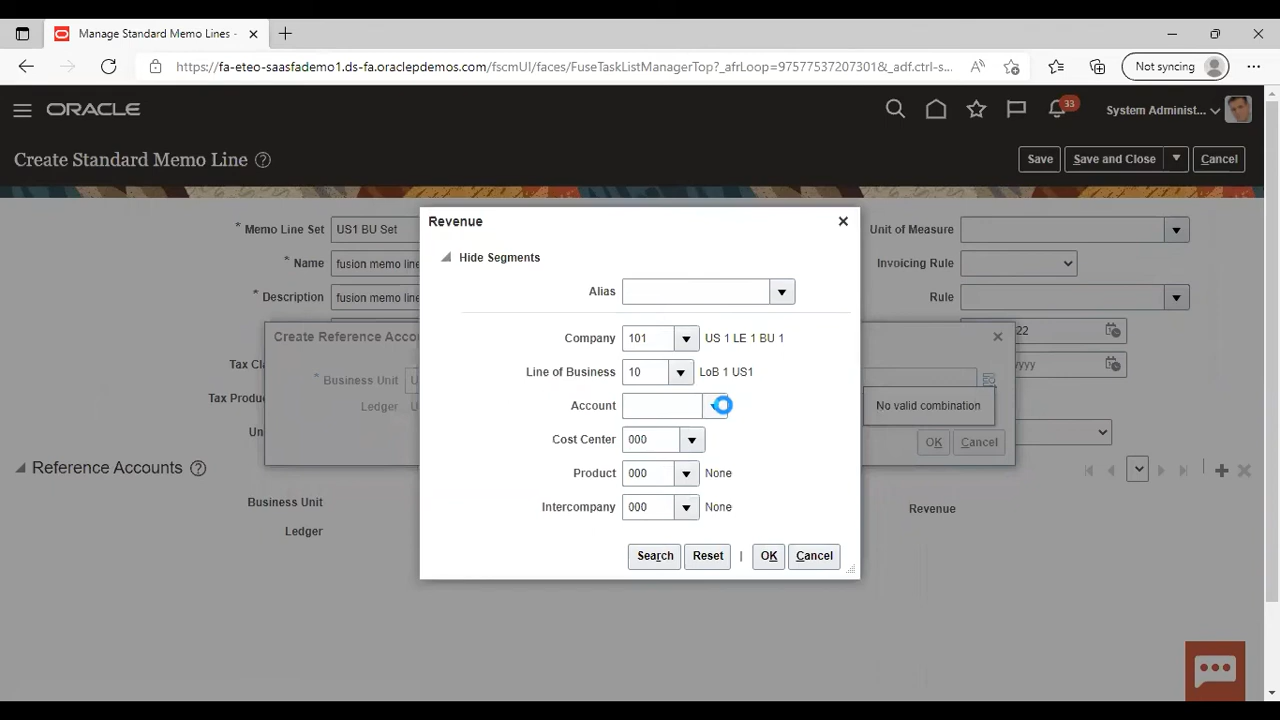 Manage Standard Memo Lines -
https://fa-eteo-saasfademo1.ds-fa.oraclepdemos.com/fscmUI/faces/FuseTaskListManagerTop?_afrLoop=97577537207301&_adf.ctrl-s...
Not syncing
ORACLE
33
System Administ...
Create Standard Memo Line
Save
Save and Close
Cancel
* Memo Line Set US1 BU Set
Unit of Measure
* Name fusion memo line
Invoicing Rule
* Description fusion memo line
Rule
22
Tax Cla
yyyy
Tax Produc
Create Reference Accou
* Business Unit
Ledger
OK
Cancel
Revenue
Hide Segments
Alias
Company 101 US 1 LE 1 BU 1
Line of Business 10 LoB 1 US1
Account
No valid combination
Cost Center 000
Product 000 None
Intercompany 000 None
Search
Reset
|
OK
Cancel
Reference Accounts
Business Unit
Revenue
Ledger